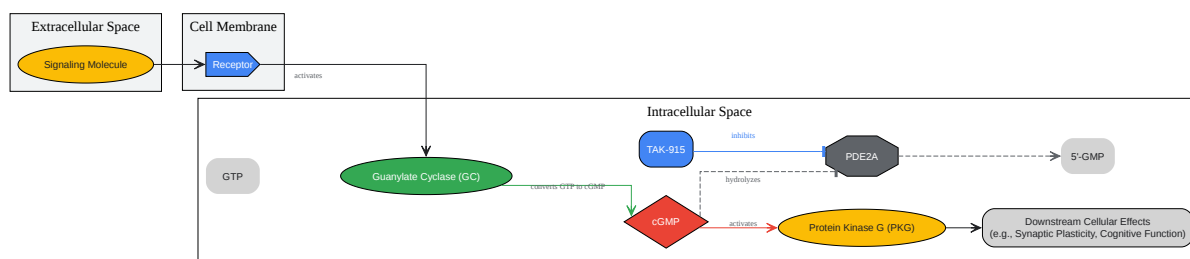 Extracellular Space
Cell Membrane
Signaling Molecule
Receptor
activates
Intracellular Space
TAK-915
inhibits
PDE2A
5'-GMP
GTP
Guanylate Cyclase (GC)
converts GTP to cGMP
hydrolyzes
cGMP
activates
Protein Kinase G (PKG)
Downstream Cellular Effects
(e.g., Synaptic Plasticity, Cognitive Function)